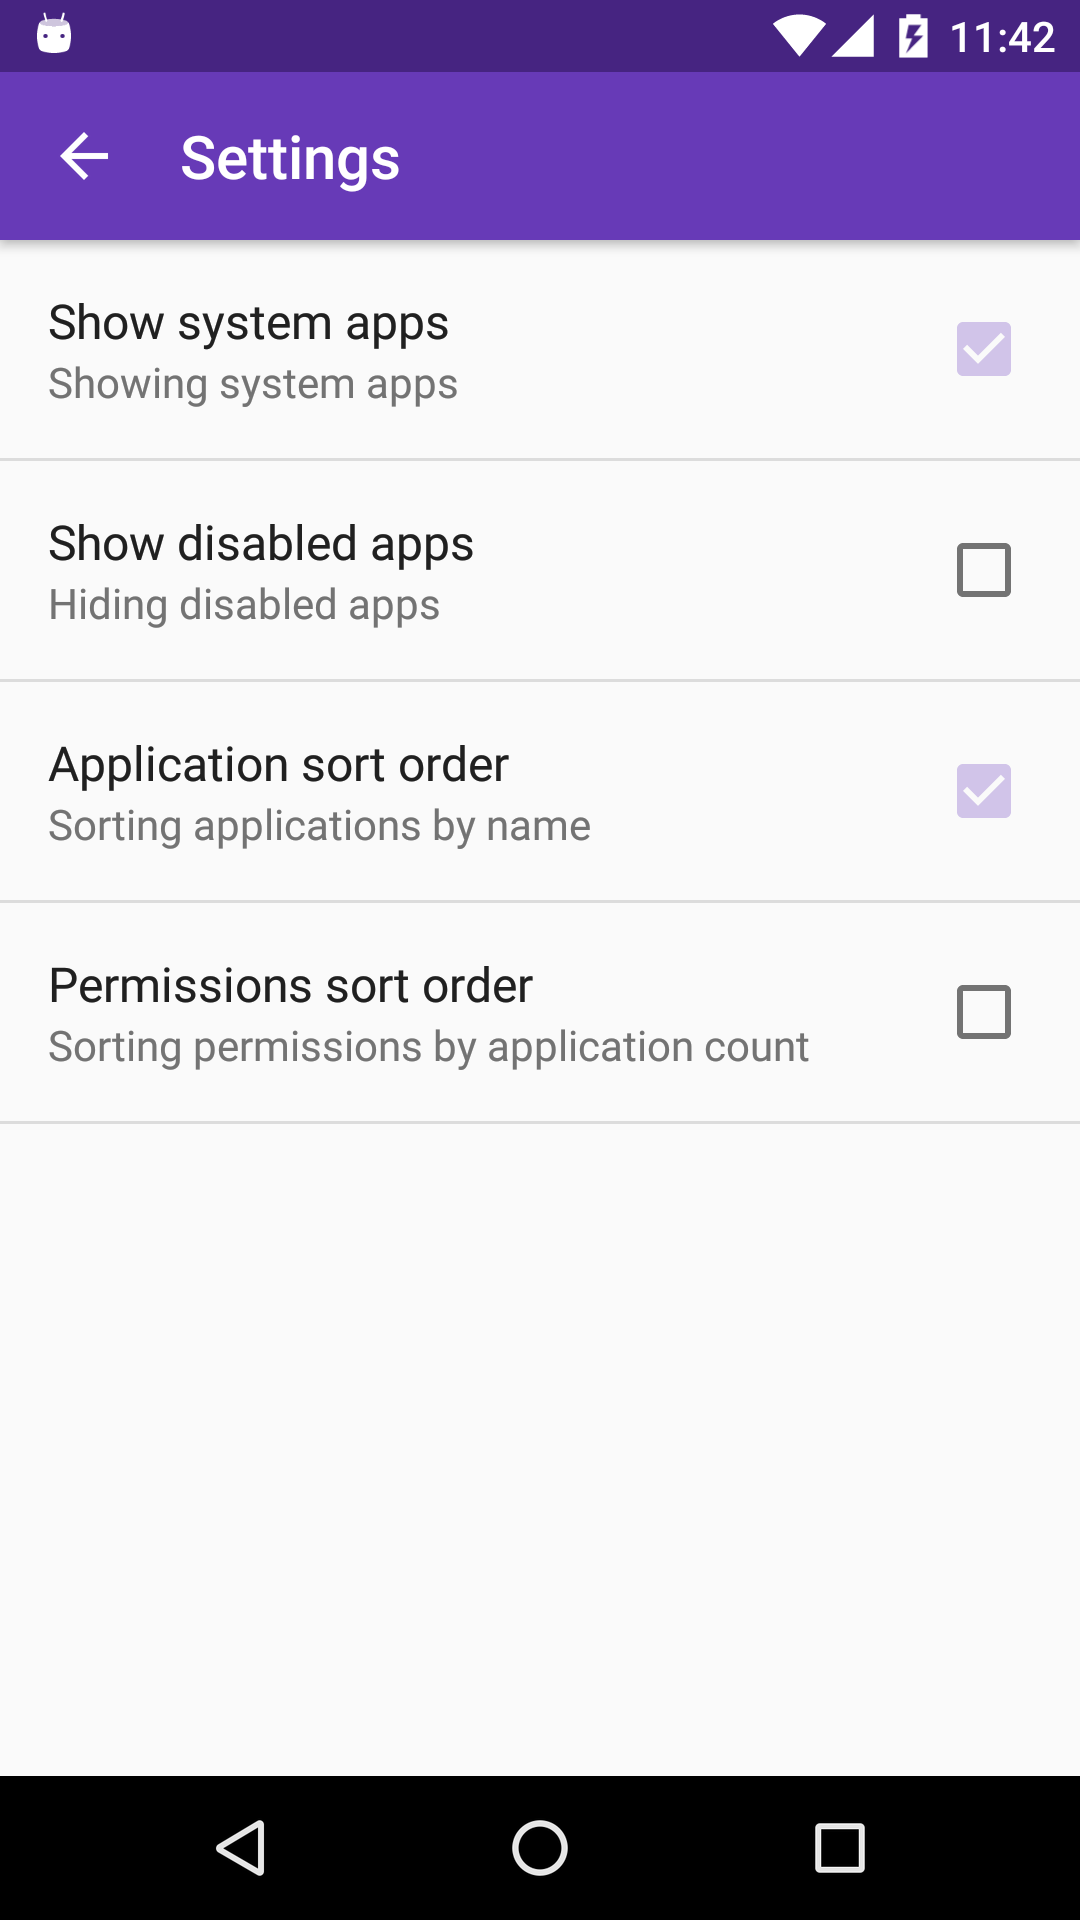 11:42
Settings
Show system apps
Showing system apps
Show disabled apps
Hiding disabled apps
Application sort order
Sorting applications by name
Permissions sort order
Sorting permissions by application count